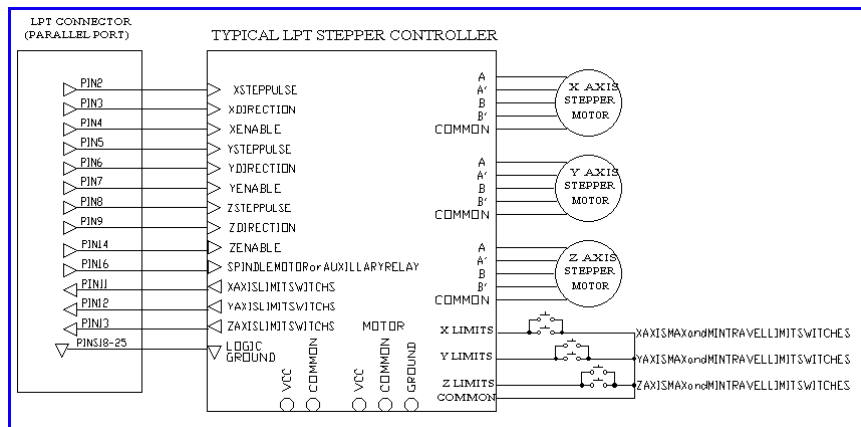 LPT CONNECTOR
(PARALLEL PORT)
TYPICAL LPT STEPPER CONTROLLER
PIN2
XSTEPPULSE
PIN3
XDIRECTION
PIN4
XENABLE
PIN5
YSTEPPULSE
PIN6
YDIRECTION
PIN7
YENABLE
PIN8
ZSTEPPULSE
PIN9
ZDIRECTION
PIN14
ZENABLE
PIN16
SPINDLEMOTOR or AUXILLARYRELAY
PIN11
XAXISLIMITSWITCHS
PIN12
YAXISLIMITSWITCHS
PIN13
ZAXISLIMITSWITCHS
PINS18-25
LOGIC
GROUND
MOTOR
VCC
COMMON
VCC
COMMON
GROUND
A
A'
B
B'
COMMON
X AXIS
STEPPER
MOTOR
A
A'
B
B'
COMMON
Y AXIS
STEPPER
MOTOR
A
A'
B
B'
COMMON
Z AXIS
STEPPER
MOTOR
X LIMITS
XAXISMAXandMINTRAVELLIMITSWITCHES
Y LIMITS
YAXISMAXandMINTRAVELLIMITSWITCHES
Z LIMITS
ZAXISMAXandMINTRAVELLIMITSWITCHES
COMMON